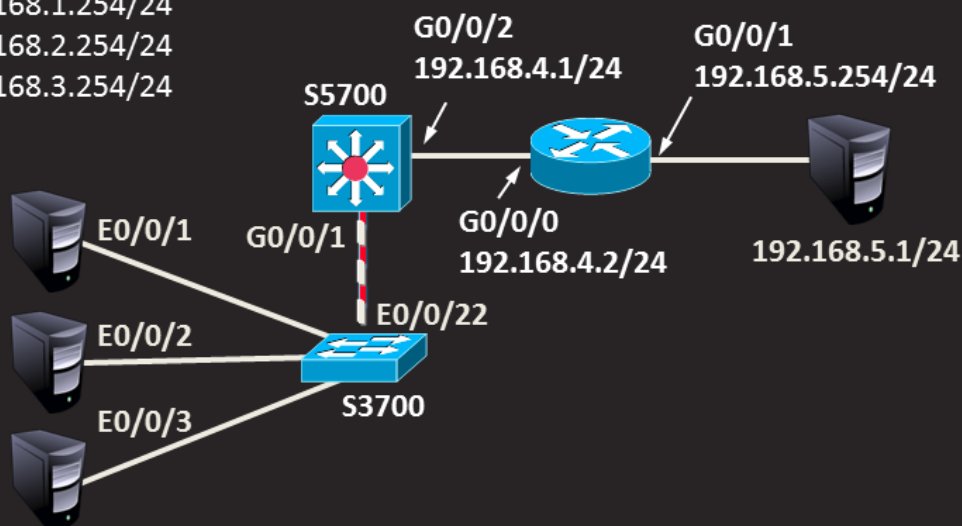 168.1.254/24
168.2.254/24
168.3.254/24
G0/0/2
192.168.4.1/24
G0/0/1
192.168.5.254/24
S5700
G0/0/0
192.168.4.2/24
192.168.5.1/24
E0/0/1
G0/0/1
E0/0/22
E0/0/2
S3700
E0/0/3